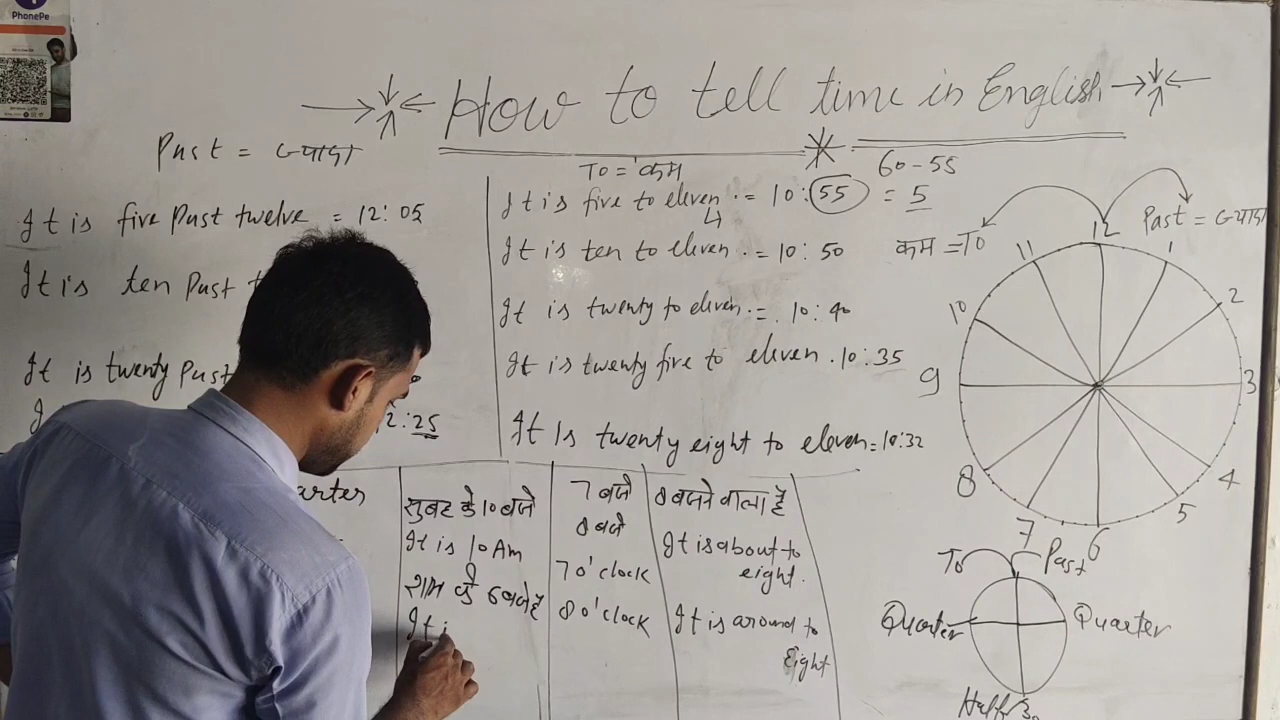 PhonePe
How to tell time in English
Past = ज्यादा
To = कम
60-55
It is five Past twelve = 12:05
It is ten Past
It is twenty Past
2:25
It is five to eleven. = 10:55 = 5
It is ten to eleven. = 10:50
It is twenty to eleven. = 10:40
It is twenty five to eleven. 10:35
It Is twenty eight to eleven = 10:32
arter
सुबह के 10 बजे
It is 10 Am
शाम के 6 बजे है
It i
7 बजे
8 बजे
7 o'clock
8 o'clock
8 बजने वाला है
It is about to
eight.
It is around to
Eight
कम = To
Past = ज्यादा
12
1
2
3
4
5
6
7
8
9
10
11
To
Past
Quarter
Quarter
Half
30